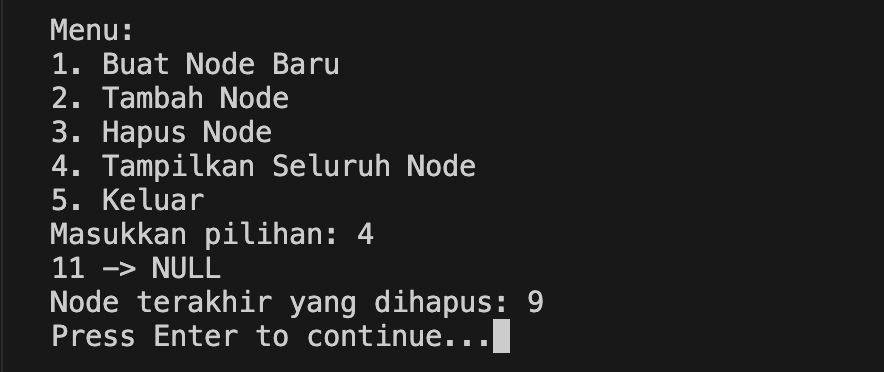 Menu:
1. Buat Node Baru
2. Tambah Node
3. Hapus Node
4. Tampilkan Seluruh Node
5. Keluar
Masukkan pilihan: 4
11 -> NULL
Node terakhir yang dihapus: 9
Press Enter to continue...